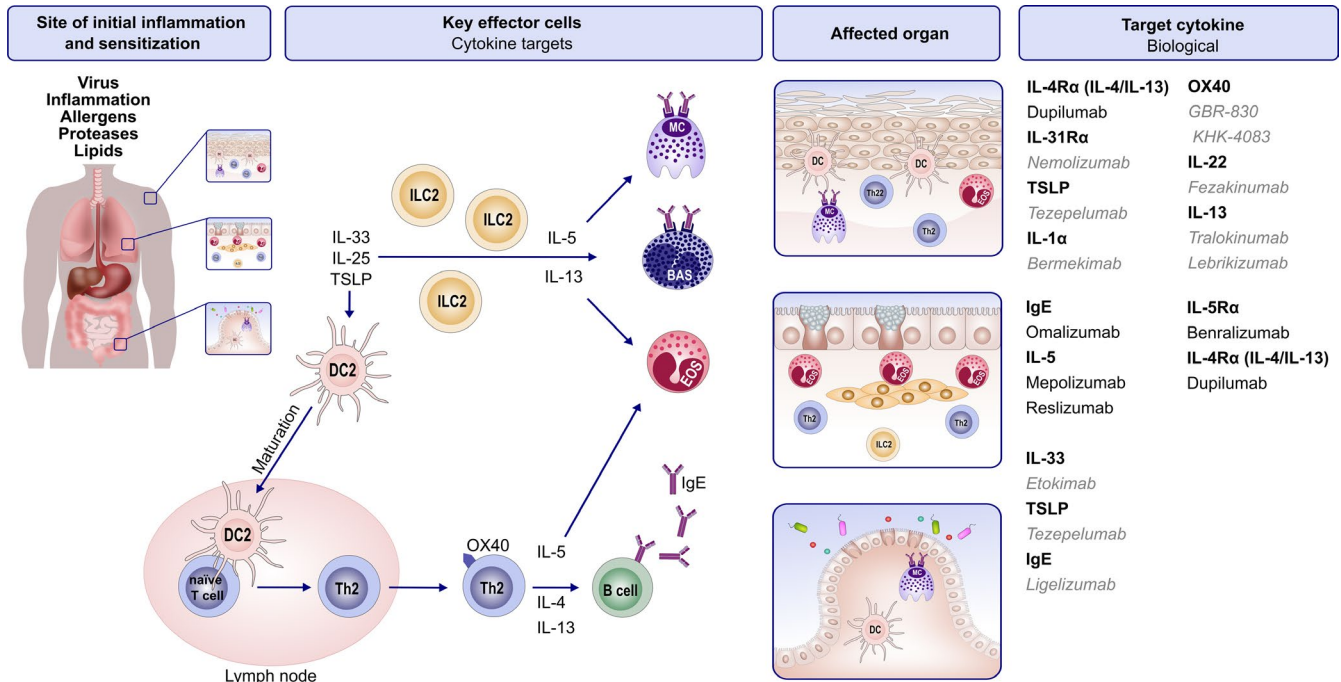 Site of initial inflammation
and sensitization
Key effector cells
Cytokine targets
Affected organ
Target cytokine
Biological
Virus
Inflammation
Allergens
Proteases
Lipids
IL-33
IL-25
TSLP
ILC2
ILC2
ILC2
IL-5
IL-13
MC
BAS
EOS
DC2
Maturation
DC2
naïve
T cell
Th2
Lymph node
OX40
Th2
IL-5
IL-4
IL-13
B cell
IgE
DC
DC
MC
Th22
Th2
EOS
EOS
EOS
EOS
Th2
Th2
ILC2
MC
DC
IL-4Rα (IL-4/IL-13)
Dupilumab
IL-31Rα
Nemolizumab
TSLP
Tezepelumab
IL-1α
Bermekimab
OX40
GBR-830
KHK-4083
IL-22
Fezakinumab
IL-13
Tralokinumab
Lebrikizumab
IgE
Omalizumab
IL-5
Mepolizumab
Reslizumab
IL-5Rα
Benralizumab
IL-4Rα (IL-4/IL-13)
Dupilumab
IL-33
Etokimab
TSLP
Tezepelumab
IgE
Ligelizumab